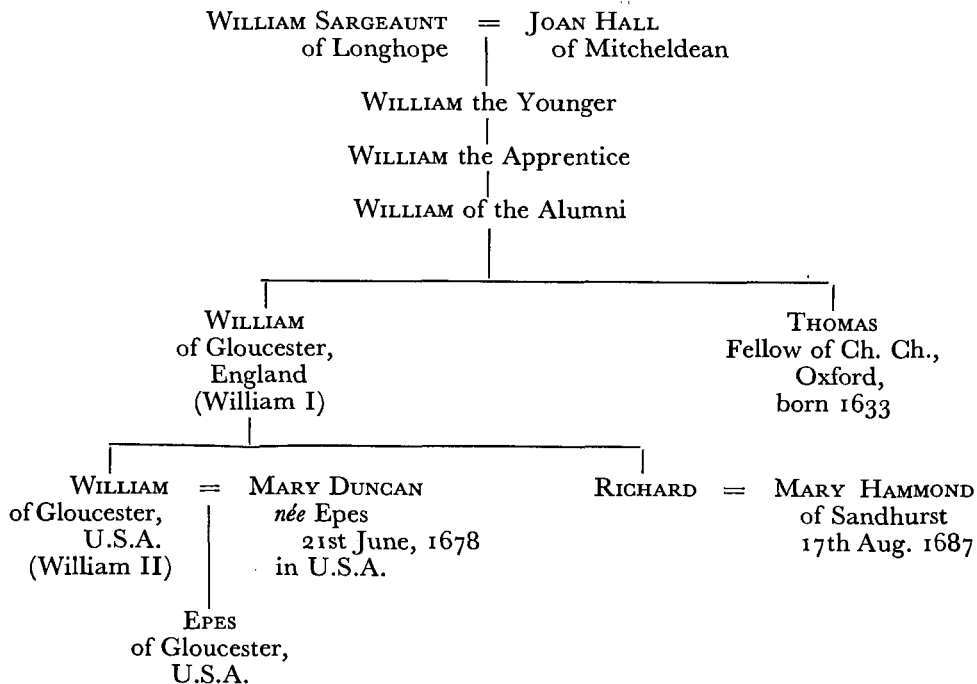 WILLIAM SARGEAUNT = JOAN HALL
of Longhope of Mitcheldean
WILLIAM the Younger
WILLIAM the Apprentice
WILLIAM of the Alumni
WILLIAM
of Gloucester,
England
(William I)
THOMAS
Fellow of Ch. Ch.,
Oxford,
born 1633
WILLIAM = MARY DUNCAN
of Gloucester, née Epes
U.S.A. 21st June, 1678
(William II) in U.S.A.
RICHARD = MARY HAMMOND
of Sandhurst
17th Aug. 1687
EPES
of Gloucester,
U.S.A.